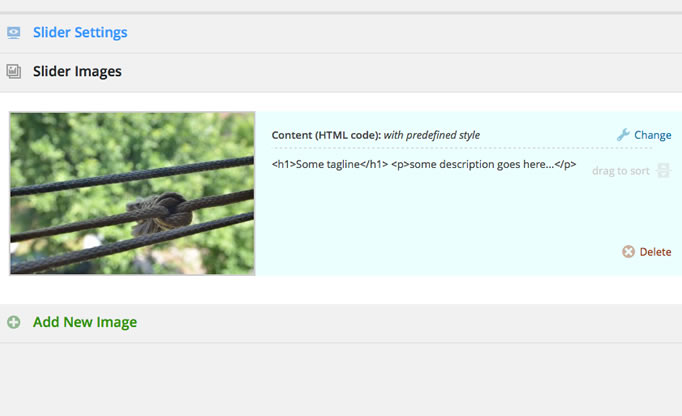 Slider Settings
Slider Images
Content (HTML code): with predefined style
Change
<h1>Some tagline</h1> <p>some description goes here...</p>
drag to sort
Delete
Add New Image